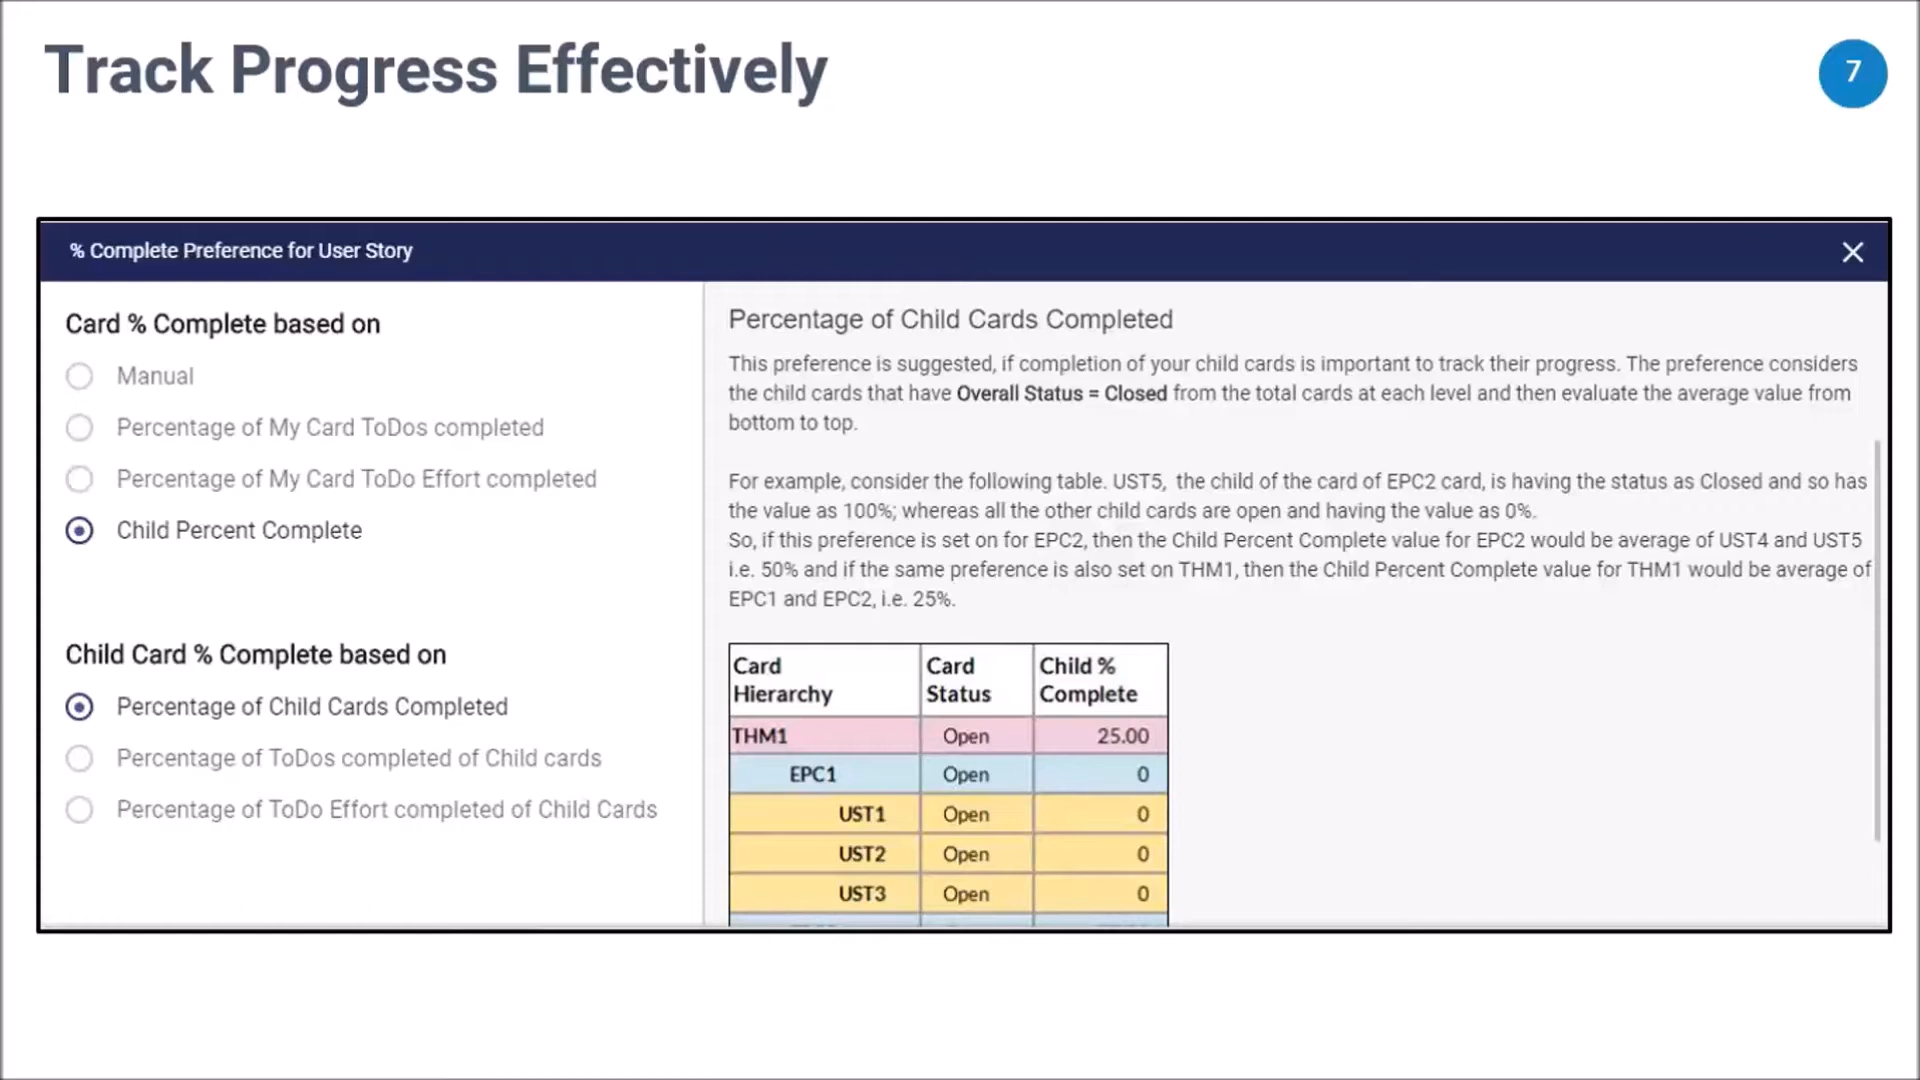 Track Progress Effectively
7
% Complete Preference for User Story
Card % Complete based on
Manual
Percentage of My Card ToDos completed
Percentage of My Card ToDo Effort completed
Child Percent Complete
Child Card % Complete based on
Percentage of Child Cards Completed
Percentage of ToDos completed of Child cards
Percentage of ToDo Effort completed of Child Cards
Percentage of Child Cards Completed
This preference is suggested, if completion of your child cards is important to track their progress. The preference considers
the child cards that have Overall Status = Closed from the total cards at each level and then evaluate the average value from
bottom to top.
For example, consider the following table. UST5, the child of the card of EPC2 card, is having the status as Closed and so has
the value as 100%; whereas all the other child cards are open and having the value as 0%.
So, if this preference is set on for EPC2, then the Child Percent Complete value for EPC2 would be average of UST4 and UST5
i.e. 50% and if the same preference is also set on THM1, then the Child Percent Complete value for THM1 would be average of
EPC1 and EPC2, i.e. 25%.
Card Hierarchy Card Status Child % Complete
THM1 Open 25.00
EPC1 Open 0
UST1 Open 0
UST2 Open 0
UST3 Open 0